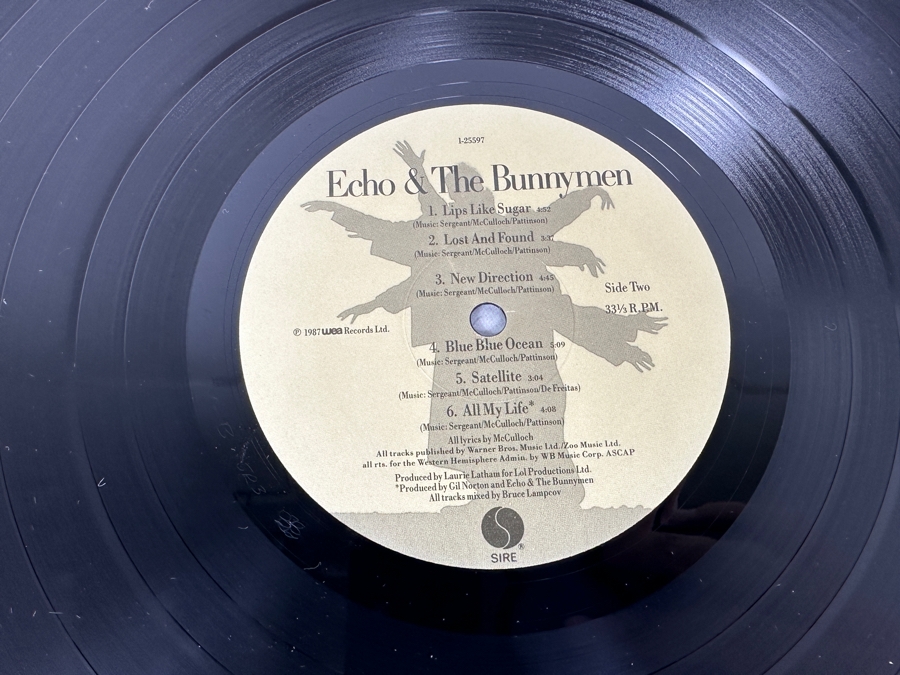 1-25597
Echo & The Bunnymen
1. Lips Like Sugar 4:52
(Music: Sergeant/McCulloch/Pattinson)
2. Lost And Found 3:37
(Music: Sergeant/McCulloch/Pattinson)
3. New Direction 4:45
(Music: Sergeant/McCulloch/Pattinson)
Side Two
33⅓ R.P.M.
℗ 1987 wea Records Ltd.
4. Blue Blue Ocean 5:09
(Music: Sergeant/McCulloch/Pattinson)
5. Satellite 3:04
(Music: Sergeant/McCulloch/Pattinson/De Freitas)
6. All My Life* 4:08
(Music: Sergeant/McCulloch/Pattinson)
All lyrics by McCulloch
All tracks published by Warner Bros. Music Ltd./Zoo Music Ltd.
all rts. for the Western Hemisphere Admin. by WB Music Corp. ASCAP
Produced by Laurie Latham for Lol Productions Ltd.
*Produced by Gil Norton and Echo & The Bunnymen
All tracks mixed by Bruce Lampcov
SIRE®